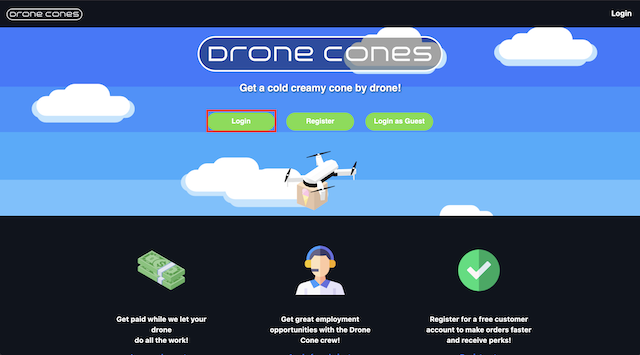 DRONE CONES
Login
DRONE CONES
Get a cold creamy cone by drone!
Login
Register
Login as Guest
Get paid while we let your
drone
do all the work!
Get great employment
opportunities with the Drone
Cone crew!
Register for a free customer
account to make orders faster
and receive perks!